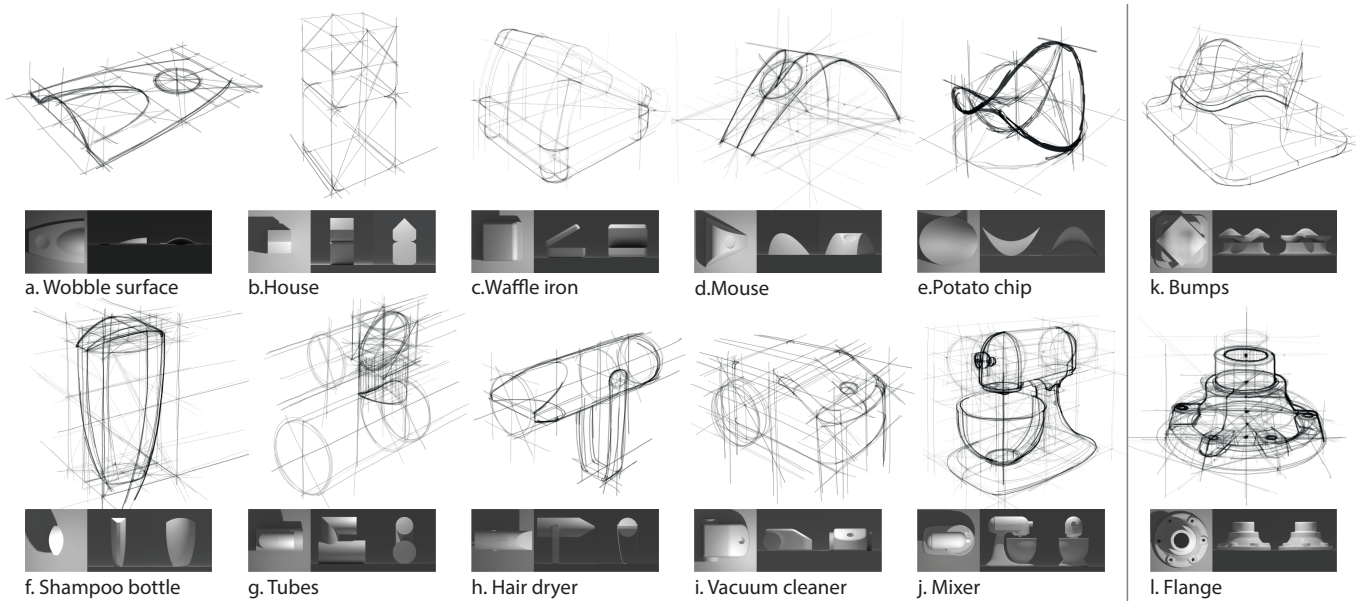 a. Wobble surface
b.House
c.Waffle iron
d.Mouse
e.Potato chip
k. Bumps
f. Shampoo bottle
g. Tubes
h. Hair dryer
i. Vacuum cleaner
j. Mixer
l. Flange